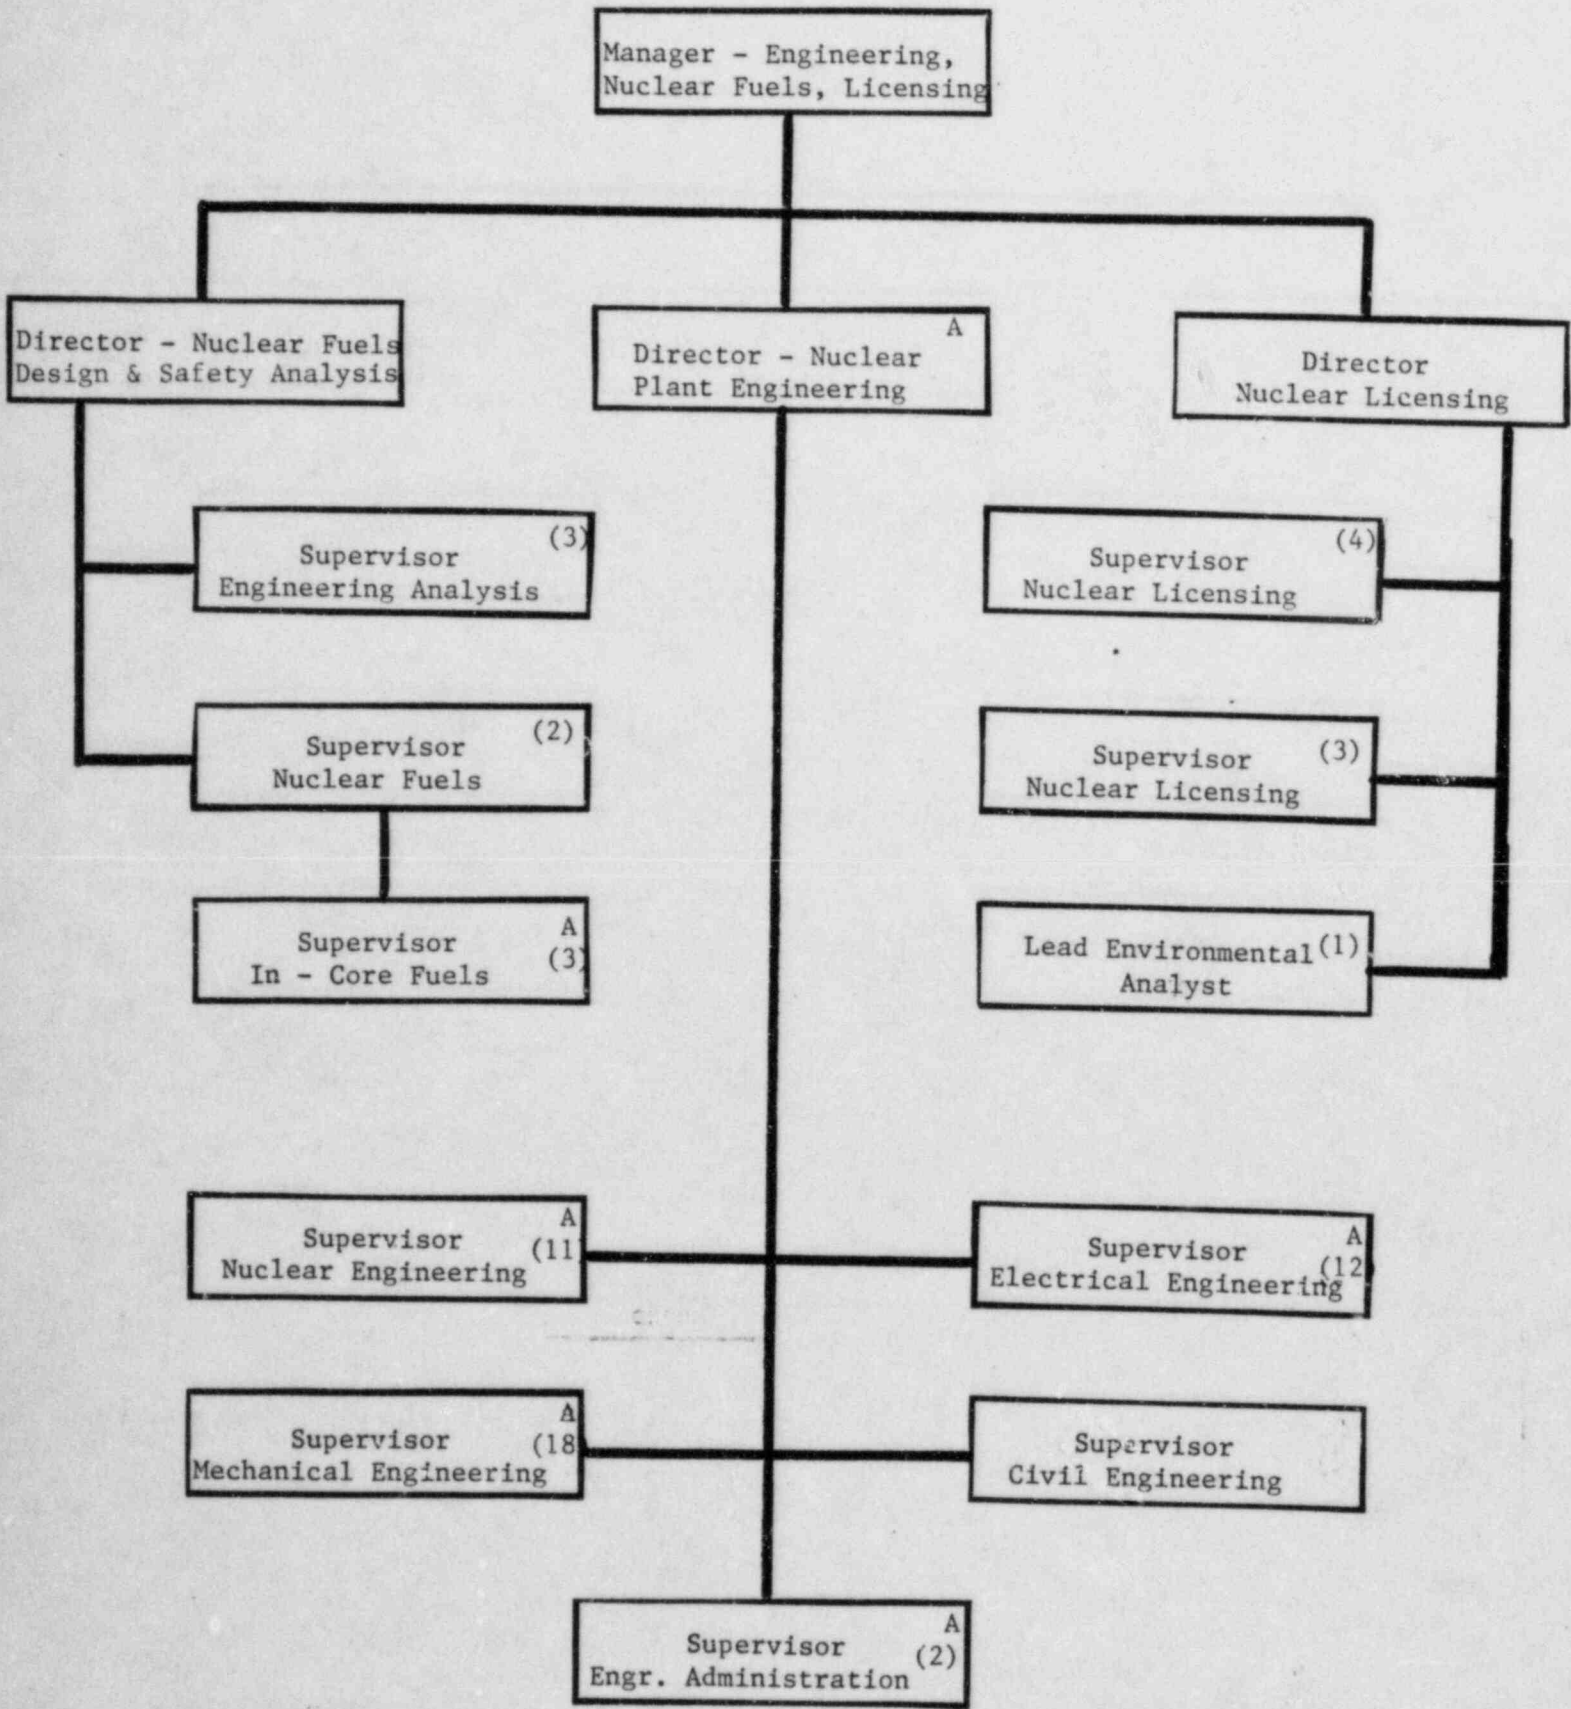 Manager - Engineering,
Nuclear Fuels, Licensing
Director - Nuclear Fuels
Design & Safety Analysis
A
Director - Nuclear
Plant Engineering
Director
Nuclear Licensing
(3)
Supervisor
Engineering Analysis
(4)
Supervisor
Nuclear Licensing
(2)
Supervisor
Nuclear Fuels
(3)
Supervisor
Nuclear Licensing
A
Supervisor
(3)
In - Core Fuels
Lead Environmental (1)
Analyst
A
Supervisor (11)
Nuclear Engineering
A
Supervisor
(12
Electrical Engineering
A
Supervisor (18
Mechanical Engineering
Supervisor
Civil Engineering
A
Supervisor (2)
Engr. Administration